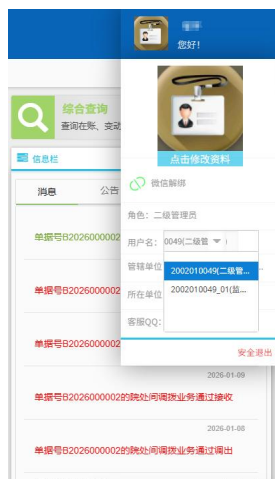 您好！
综合查询
查询在账、变动
点击修改资料
信息栏
微信解绑
消息
公告
角色：二级管理员
单据号B2026000002
用户名：
0049(二级管
管辖单位
2002010049(二级管...
单据号B2026000002
所在单位
2002010049_01(监...
客服QQ：
单据号B2026000002
安全退出
2026-01-09
单据号B2026000002的院处间调拨业务通过接收
2026-01-08
单据号B2026000002的院处间调拨业务通过调出